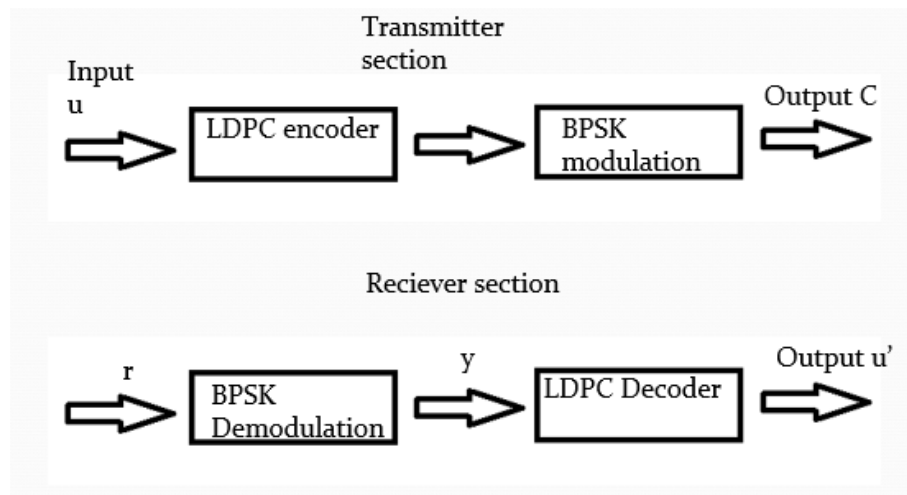 Transmitter
section
Input
u
LDPC encoder
BPSK
modulation
Output C
Reciever section
r
BPSK
Demodulation
y
LDPC Decoder
Output u’